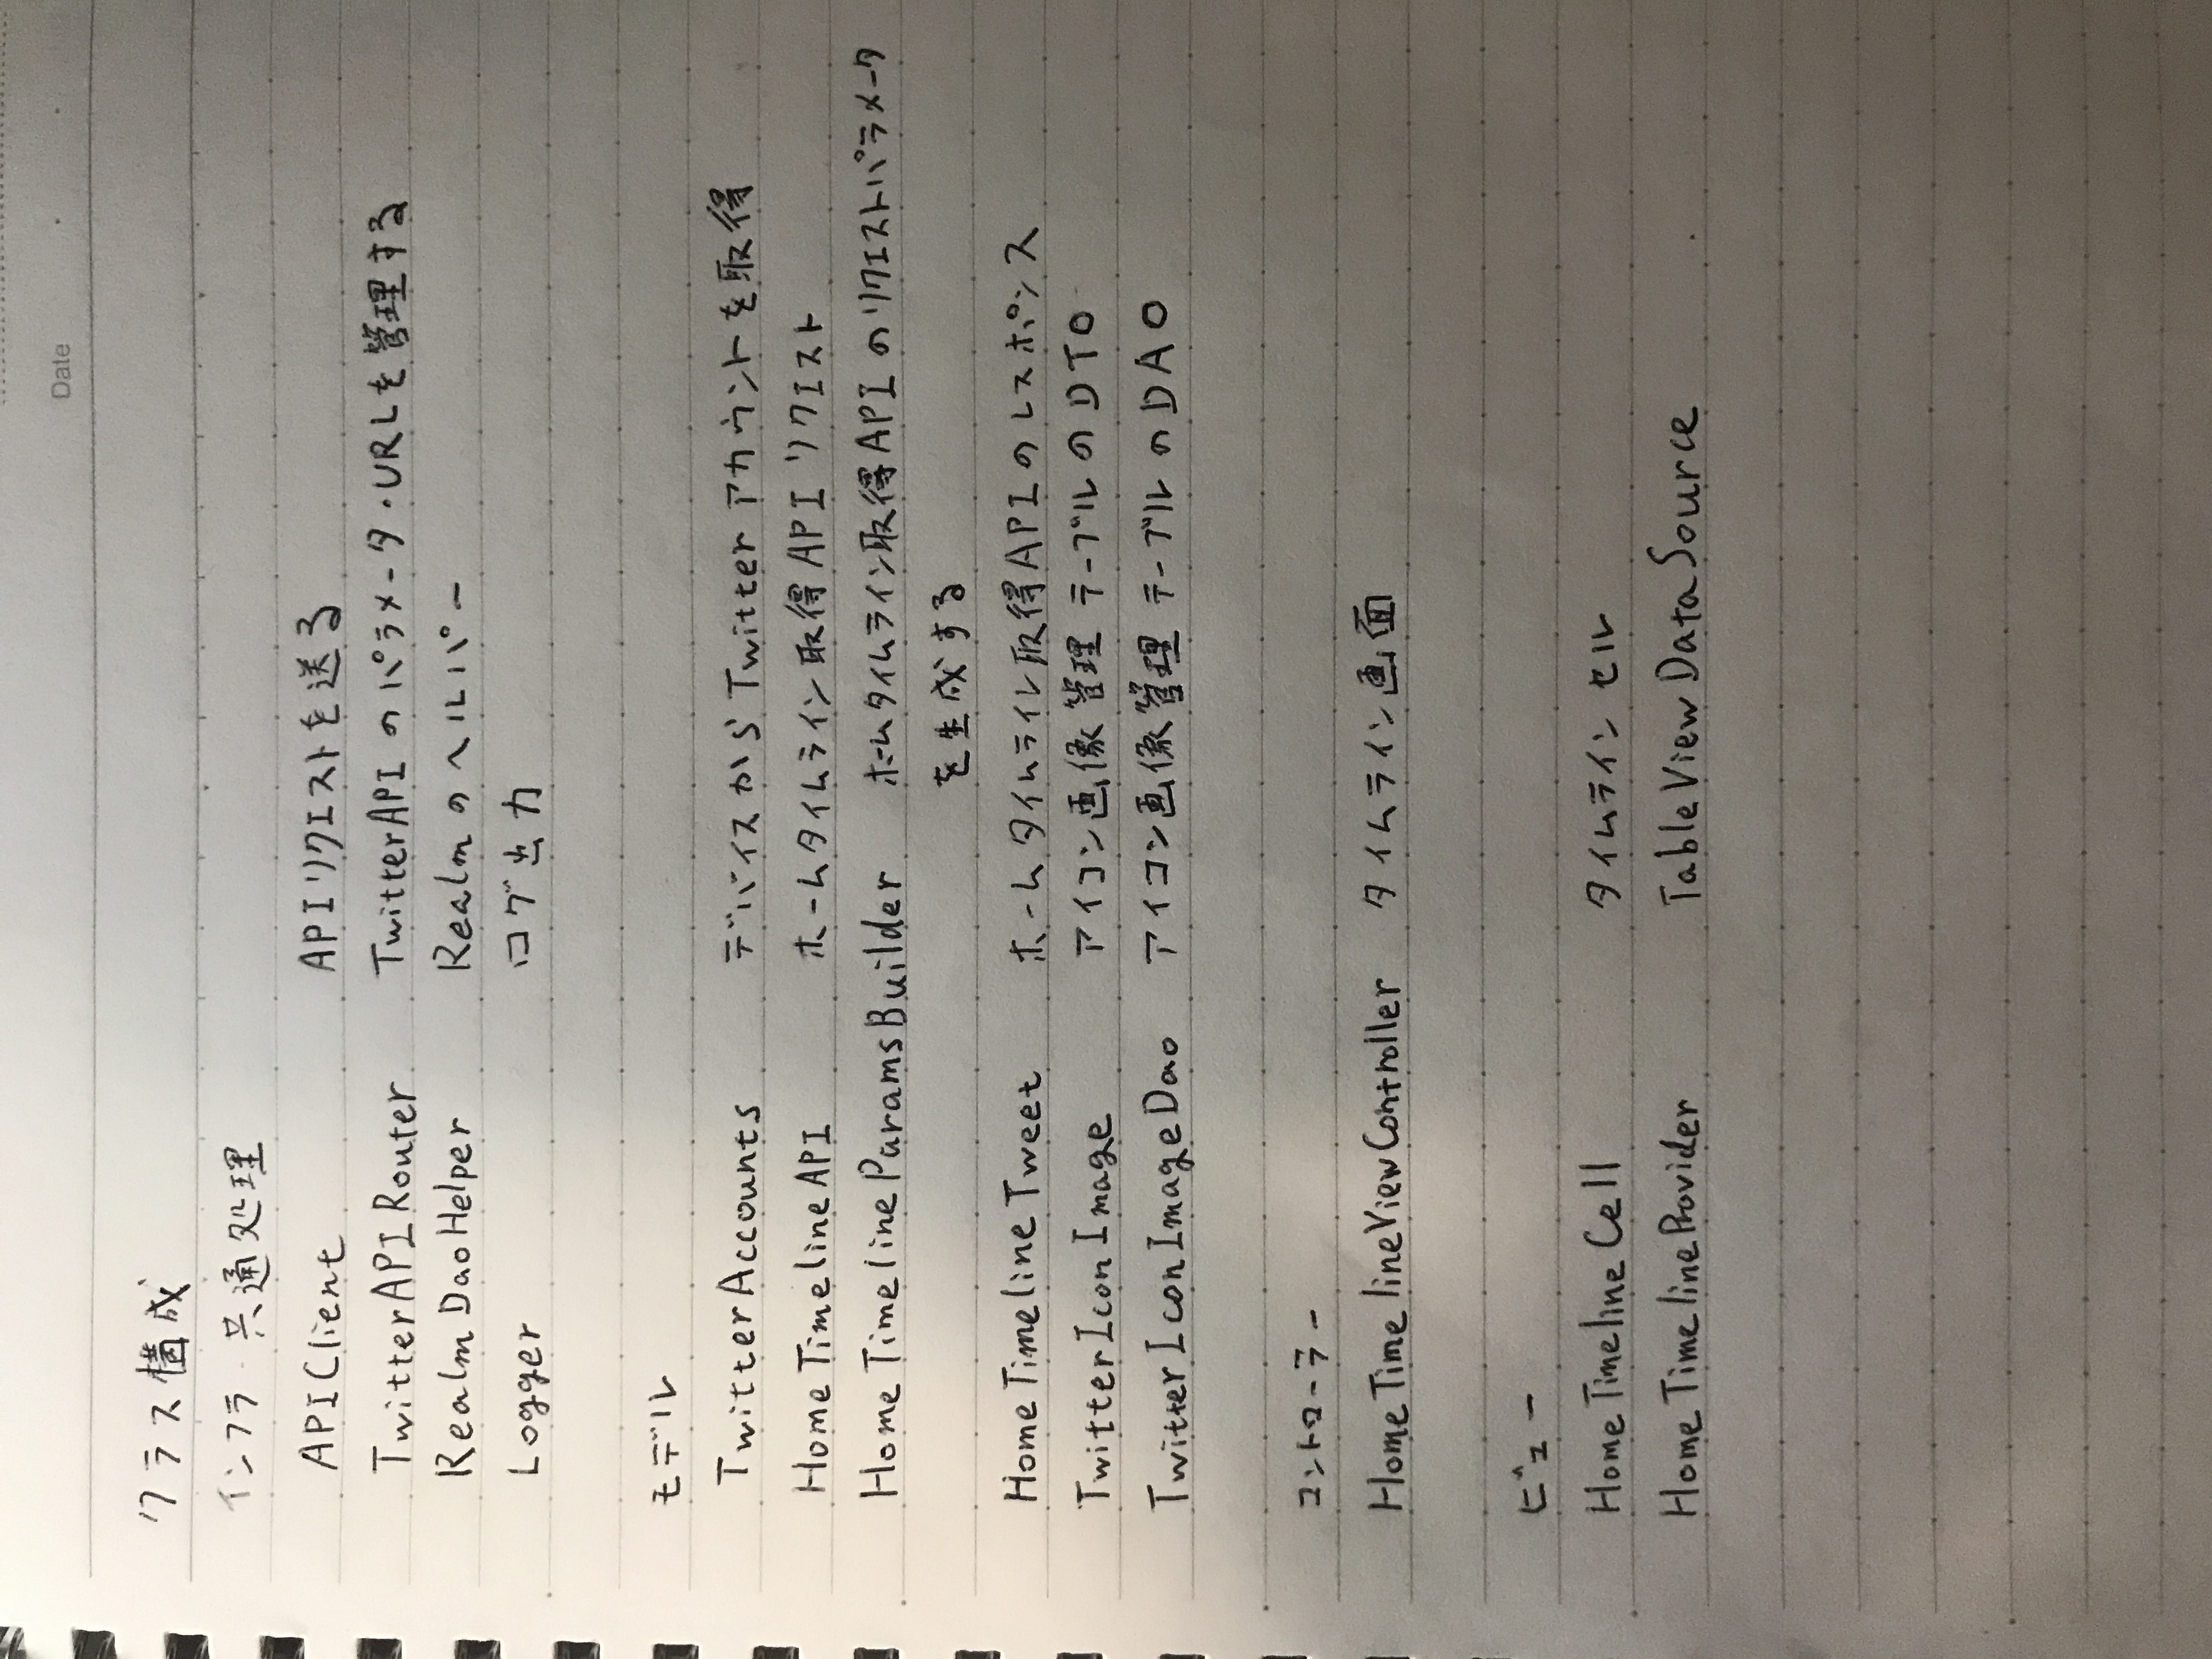 Date
クラス構成
インフラ・共通処理
APIClient APIリクエストを送る
TwitterAPIRouter TwitterAPIのパラメータ・URLを管理する
RealmDaoHelper Realmのヘルパー
Logger ログ出力
モデル
TwitterAccounts デバイスからTwitterアカウントを取得
HomeTimelineAPI ホームタイムライン取得APIリクエスト
HomeTimelineParamsBuilder ホームタイムライン取得APIのリクエストパラメータ
を生成する
HomeTimelineTweet ホームタイムライン取得APIのレスポンス
TwitterIconImage アイコン画像管理テーブルのDTO
TwitterIconImageDao アイコン画像管理テーブルのDAO
コントローラー
HomeTimelineViewController タイムライン画面
ビュー
HomeTimelineCell タイムラインセル
HomeTimelineProvider TableViewDataSource